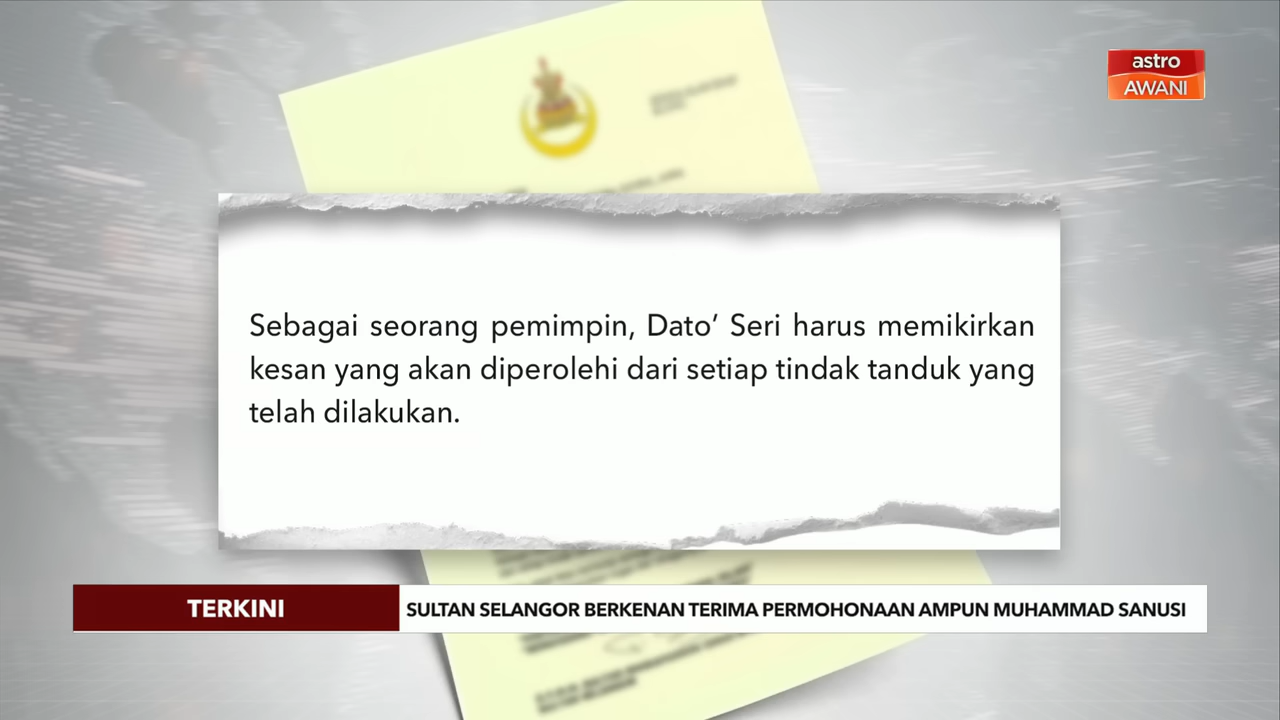 astro
AWANI
Sebagai seorang pemimpin, Dato’ Seri harus memikirkan
kesan yang akan diperolehi dari setiap tindak tanduk yang
telah dilakukan.
TERKINI
SULTAN SELANGOR BERKENAN TERIMA PERMOHONAAN AMPUN MUHAMMAD SANUSI